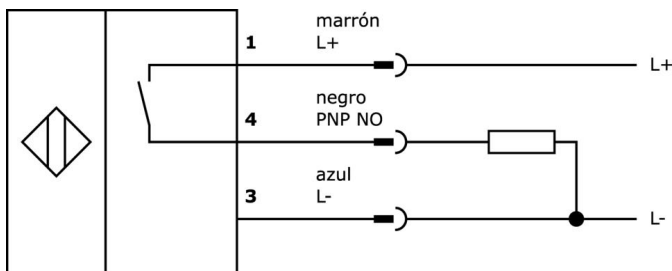 marrón
1
L+
L+
negro
4
PNP NO
azul
3
L-
L-